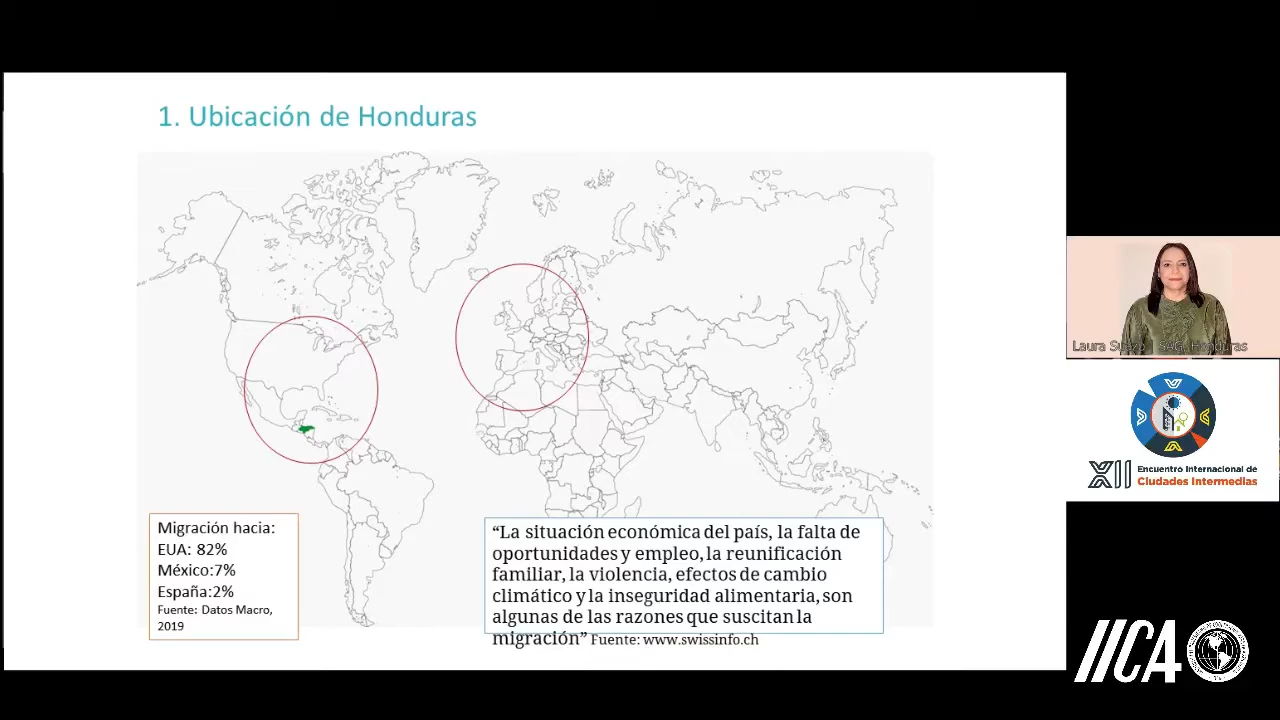 1. Ubicación de Honduras
Migración hacia:
EUA: 82%
México:7%
España:2%
Fuente: Datos Macro,
2019
“La situación económica del país, la falta de
oportunidades y empleo, la reunificación
familiar, la violencia, efectos de cambio
climático y la inseguridad alimentaria, son
algunas de las razones que suscitan la
migración” Fuente: www.swissinfo.ch
Laura Suazo SAG, Honduras
XII Encuentro Internacional de
Ciudades Intermedias
IICA